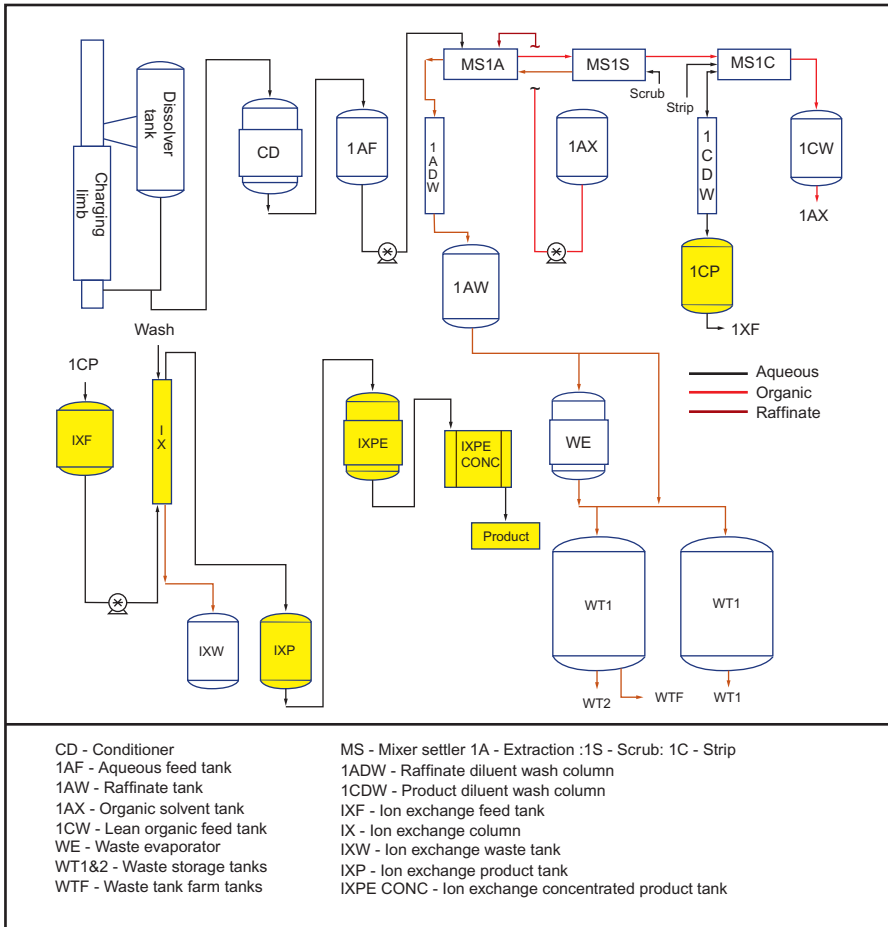 Dissolver
tank
Charging
limb
CD
1AF
MS1A
MS1S
MS1C
Scrub
Strip
1ADW
1AX
1CDW
1CW
1AX
1AW
1CP
1XF
Wash
1CP
Aqueous
Organic
Raffinate
IXF
IX
IXPE
IXPE
CONC
WE
Product
IXW
IXP
WT1
WT1
WT2
WTF
WT1
CD - Conditioner
1AF - Aqueous feed tank
1AW - Raffinate tank
1AX - Organic solvent tank
1CW - Lean organic feed tank
WE - Waste evaporator
WT1&2 - Waste storage tanks
WTF - Waste tank farm tanks
MS - Mixer settler 1A - Extraction :1S - Scrub: 1C - Strip
1ADW - Raffinate diluent wash column
1CDW - Product diluent wash column
IXF - Ion exchange feed tank
IX - Ion exchange column
IXW - Ion exchange waste tank
IXP - Ion exchange product tank
IXPE CONC - Ion exchange concentrated product tank